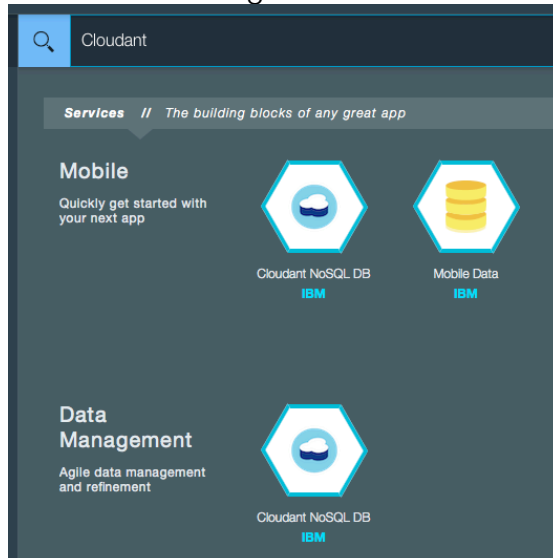 Cloudant
Services // The building blocks of any great app
Mobile
Quickly get started with
your next app
Cloudant NoSQL DB
IBM
Mobile Data
IBM
Data
Management
Agile data management
and refinement
Cloudant NoSQL DB
IBM